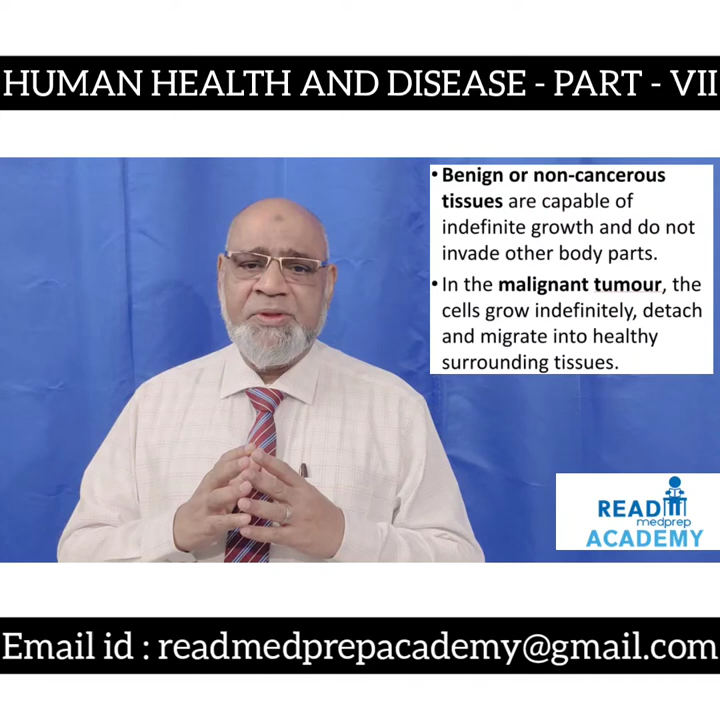 HUMAN HEALTH AND DISEASE - PART - VII
• Benign or non-cancerous
tissues are capable of
indefinite growth and do not
invade other body parts.
• In the malignant tumour, the
cells grow indefinitely, detach
and migrate into healthy
surrounding tissues.
READ
medprep
ACADEMY
Email id : readmedprepacademy@gmail.com